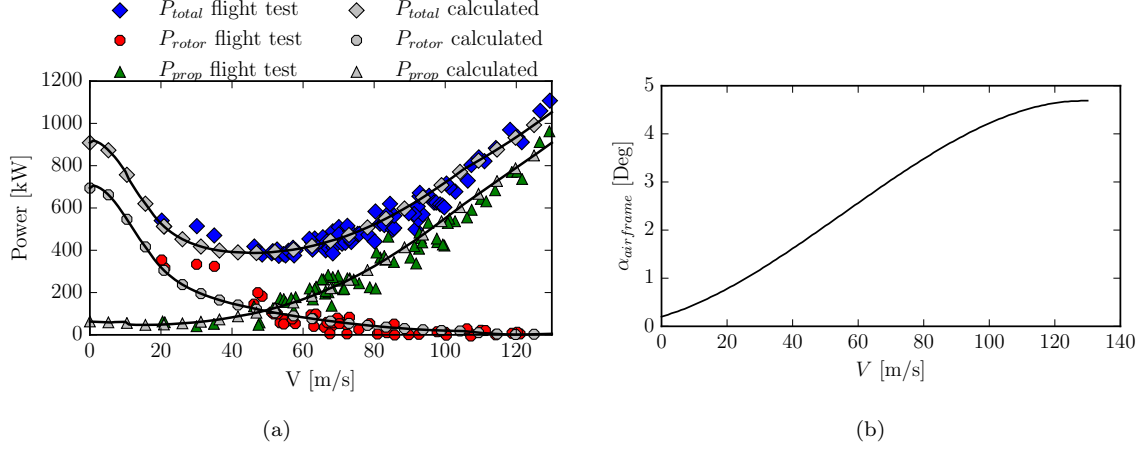 P_total flight test P_total calculated
P_rotor flight test P_rotor calculated
P_prop flight test P_prop calculated
1200
1000
800
600
400
200
0
Power [kW]
0 20 40 60 80 100 120
V [m/s]
(a)
5
4
3
2
1
0
α_airframe [Deg]
0 20 40 60 80 100 120 140
V [m/s]
(b)